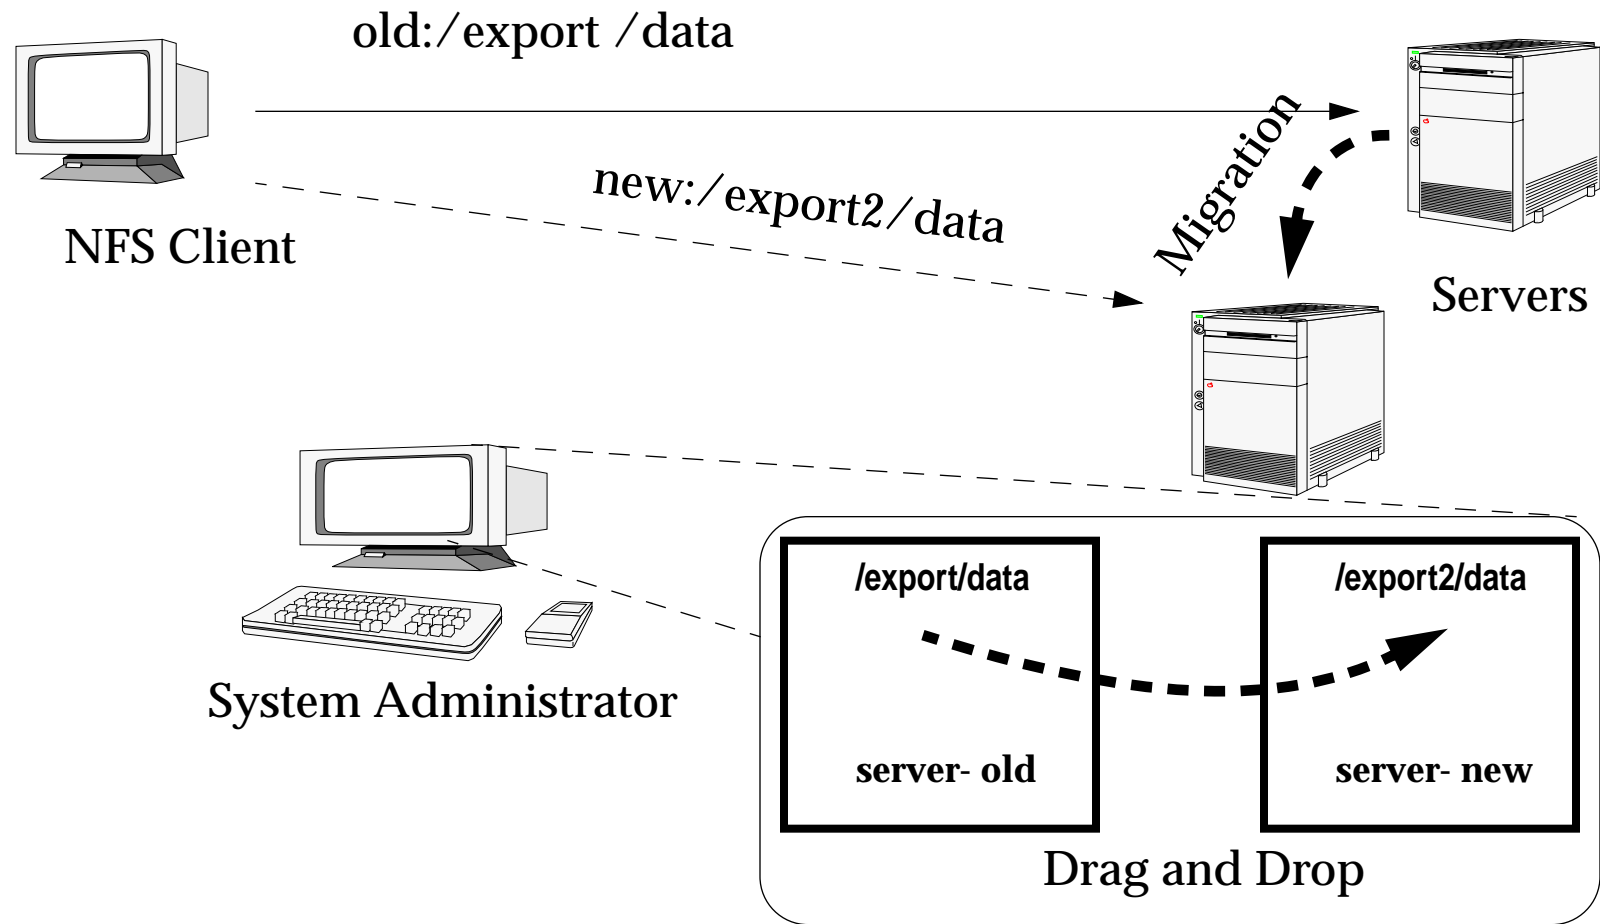 old:/export /data
Migration
new:/export2/data
NFS Client
Servers
/export/data
/export2/data
System Administrator
server- old
server- new
Drag and Drop